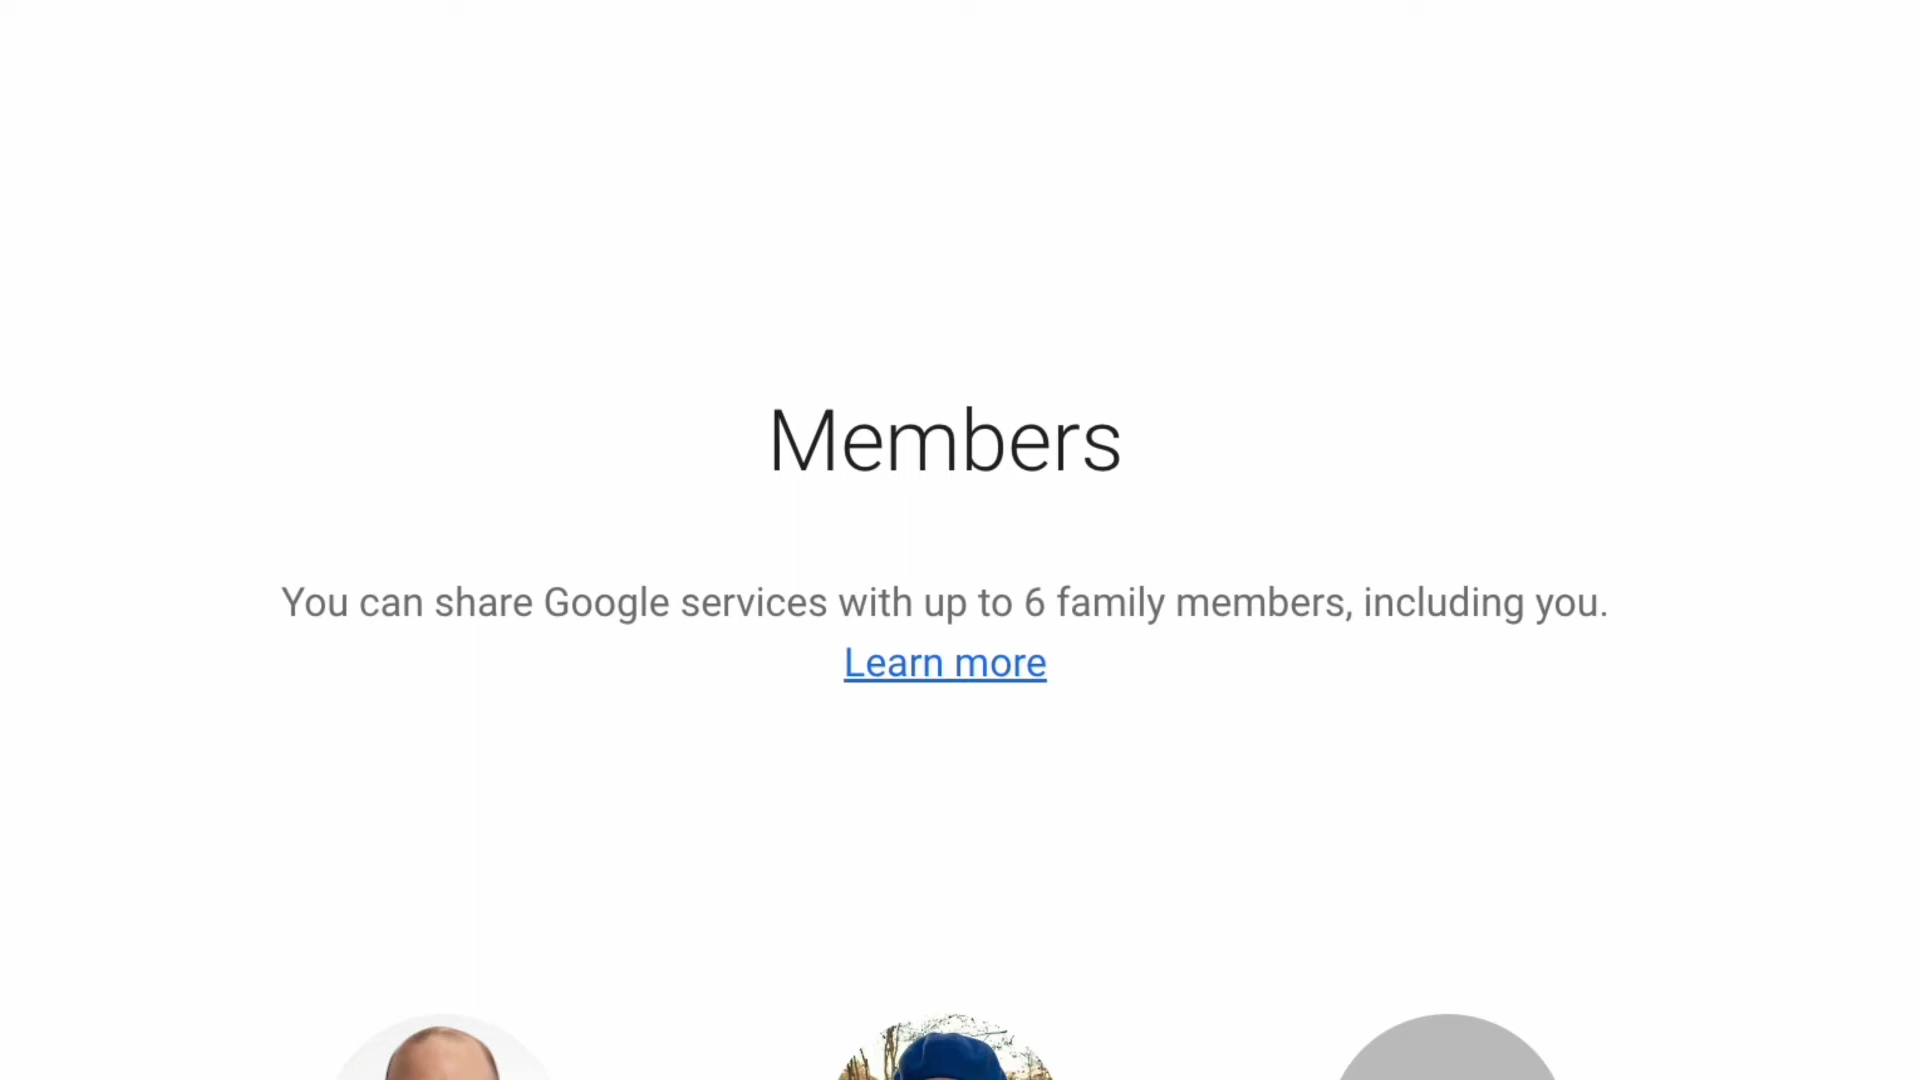 Members
You can share Google services with up to 6 family members, including you.
Learn more